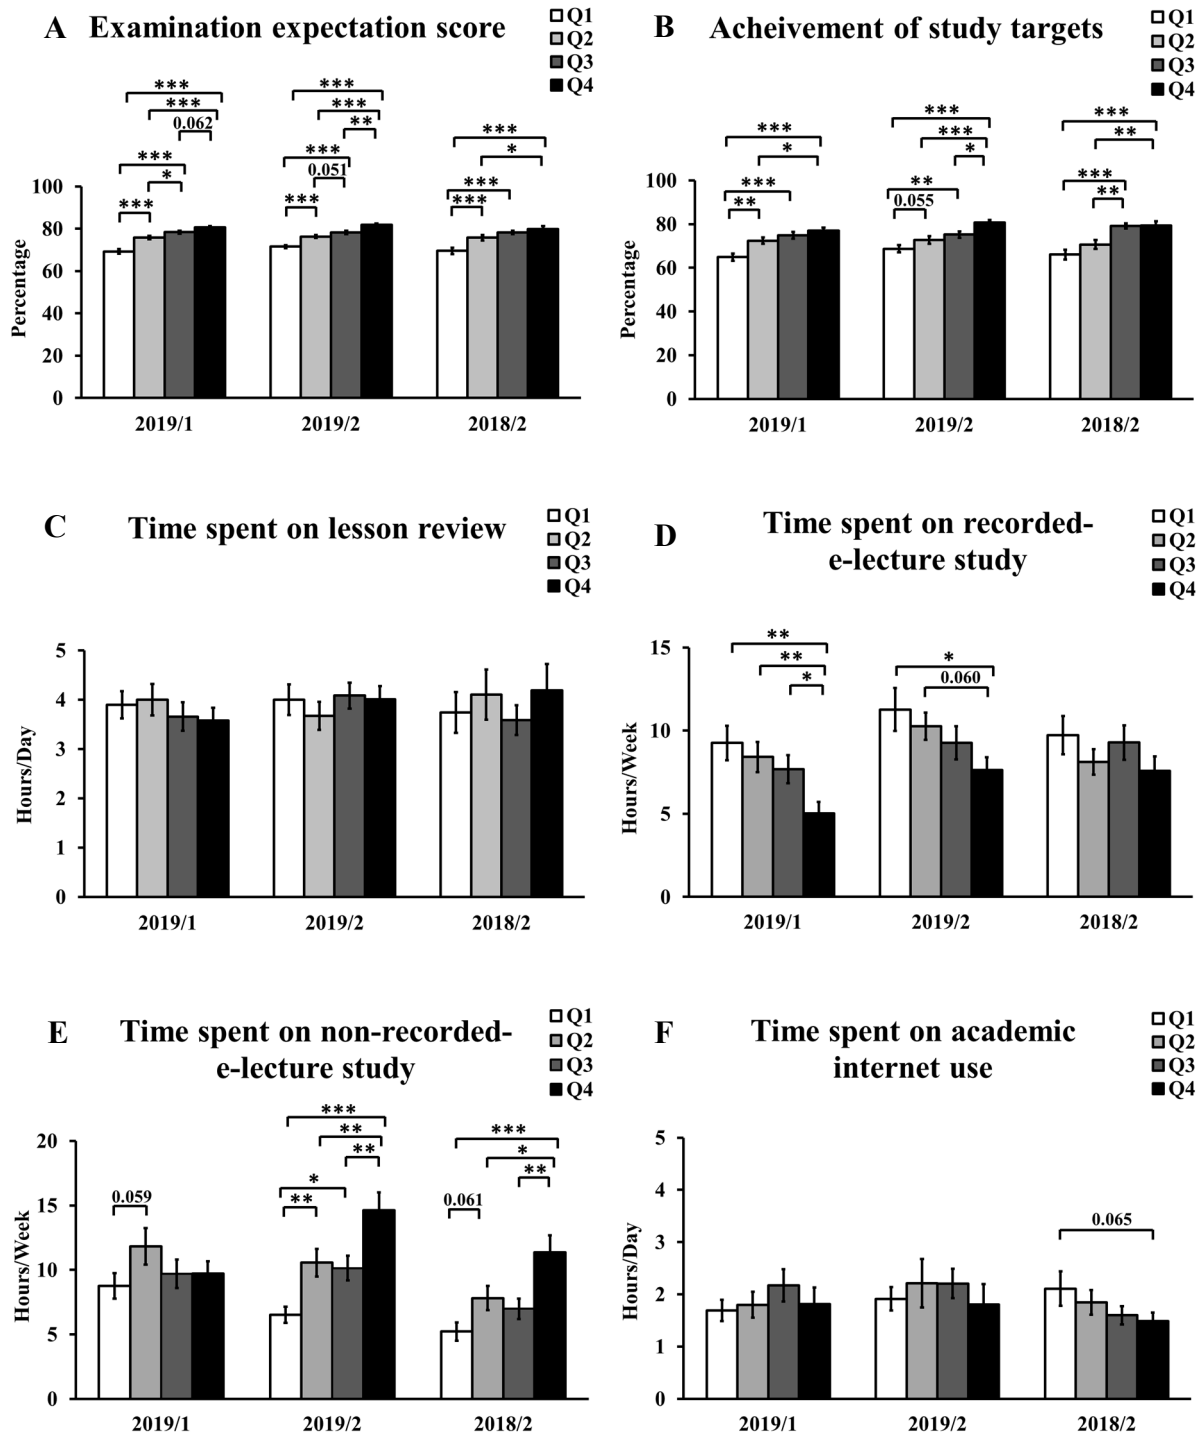 A Examination expectation score
Q1
Q2
Q3
Q4
***
***
0.062
***
*
***
***
***
**
***
0.051
***
***
*
***
***
Percentage
100
80
60
40
20
0
2019/1 2019/2 2018/2
B Acheivement of study targets
Q1
Q2
Q3
Q4
***
*
***
**
***
***
*
**
0.055
***
**
***
**
Percentage
100
80
60
40
20
0
2019/1 2019/2 2018/2
C Time spent on lesson review
Q1
Q2
Q3
Q4
Hours/Day
5
4
3
2
1
0
2019/1 2019/2 2018/2
D Time spent on recorded-
e-lecture study
Q1
Q2
Q3
Q4
**
**
*
*
0.060
Hours/Week
15
10
5
0
2019/1 2019/2 2018/2
E Time spent on non-recorded-
e-lecture study
Q1
Q2
Q3
Q4
0.059
***
**
**
*
**
***
*
**
0.061
Hours/Week
20
15
10
5
0
2019/1 2019/2 2018/2
F Time spent on academic
internet use
Q1
Q2
Q3
Q4
0.065
Hours/Day
5
4
3
2
1
0
2019/1 2019/2 2018/2